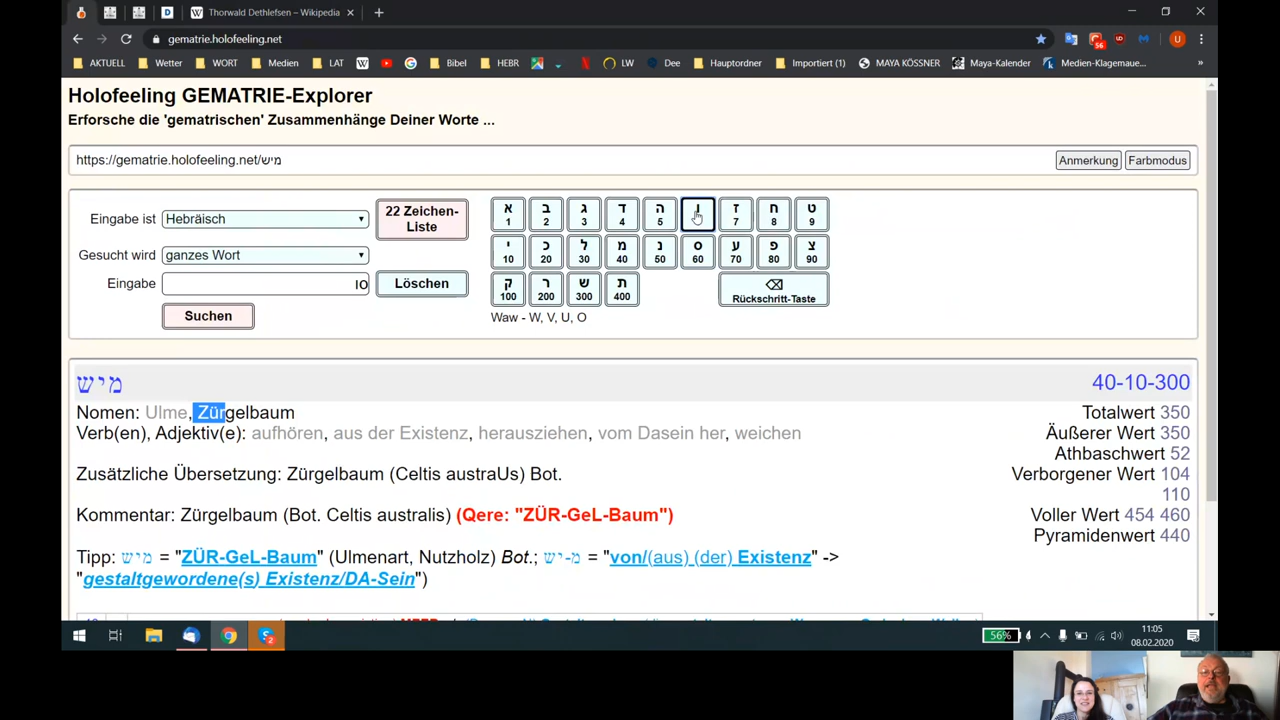 Thorwald Dethlefsen – Wikipedia
gematrie.holofeeling.net
AKTUELL Wetter WORT Medien LAT Bibel HEBR LW Dee Hauptordner Importiert (1) MAYA KÖSSNER Maya-Kalender Medien-Klagemaue...
Holofeeling GEMATRIE-Explorer
Erforsche die 'gematrischen' Zusammenhänge Deiner Worte ...
https://gematrie.holofeeling.net/מיש
Anmerkung Farbmodus
Eingabe ist Hebräisch
22 Zeichen-
Liste
Gesucht wird ganzes Wort
Eingabe
Löschen
Suchen
א ב ג ד ה ו ז ח ט
1 2 3 4 5 6 7 8 9
י כ ל מ נ ס ע פ צ
10 20 30 40 50 60 70 80 90
ק ר ש ת
100 200 300 400
Rückschritt-Taste
Waw - W, V, U, O
מיש 40-10-300
Nomen: Ulme, Zürgelbaum
Totalwert 350
Verb(en), Adjektiv(e): aufhören, aus der Existenz, herausziehen, vom Dasein her, weichen
Äußerer Wert 350
Athbaschwert 52
Zusätzliche Übersetzung: Zürgelbaum (Celtis austraUs) Bot.
Verborgener Wert 104
110
Kommentar: Zürgelbaum (Bot. Celtis australis) (Qere: "ZÜR-GeL-Baum")
Voller Wert 454 460
Pyramidenwert 440
Tipp: מיש = "ZÜR-GeL-Baum" (Ulmenart, Nutzholz) Bot.; מ-יש = "von/(aus) (der) Existenz" ->
"gestaltgewordene(s) Existenz/DA-Sein")
56%
11:05
08.02.2020